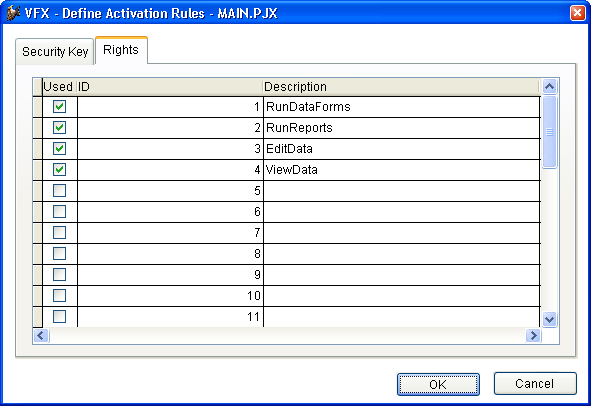 VFX - Define Activation Rules - MAIN.PJX
Security Key Rights
Used ID Description
1 RunDataForms
2 RunReports
3 EditData
4 ViewData
5
6
7
8
9
10
11
OK Cancel